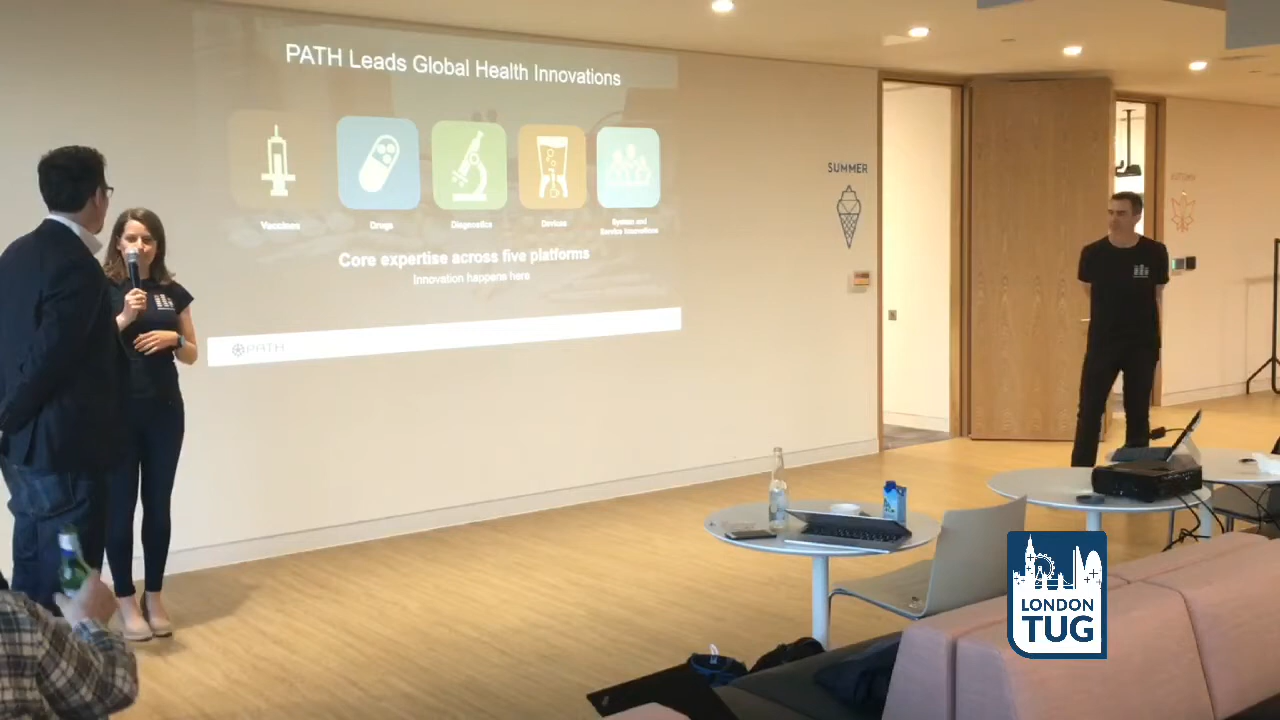 PATH Leads Global Health Innovations
Vaccines
Drugs
Diagnostics
Devices
System and
Service Innovations
Core expertise across five platforms
Innovation happens here
PATH
SUMMER
LONDON
TUG